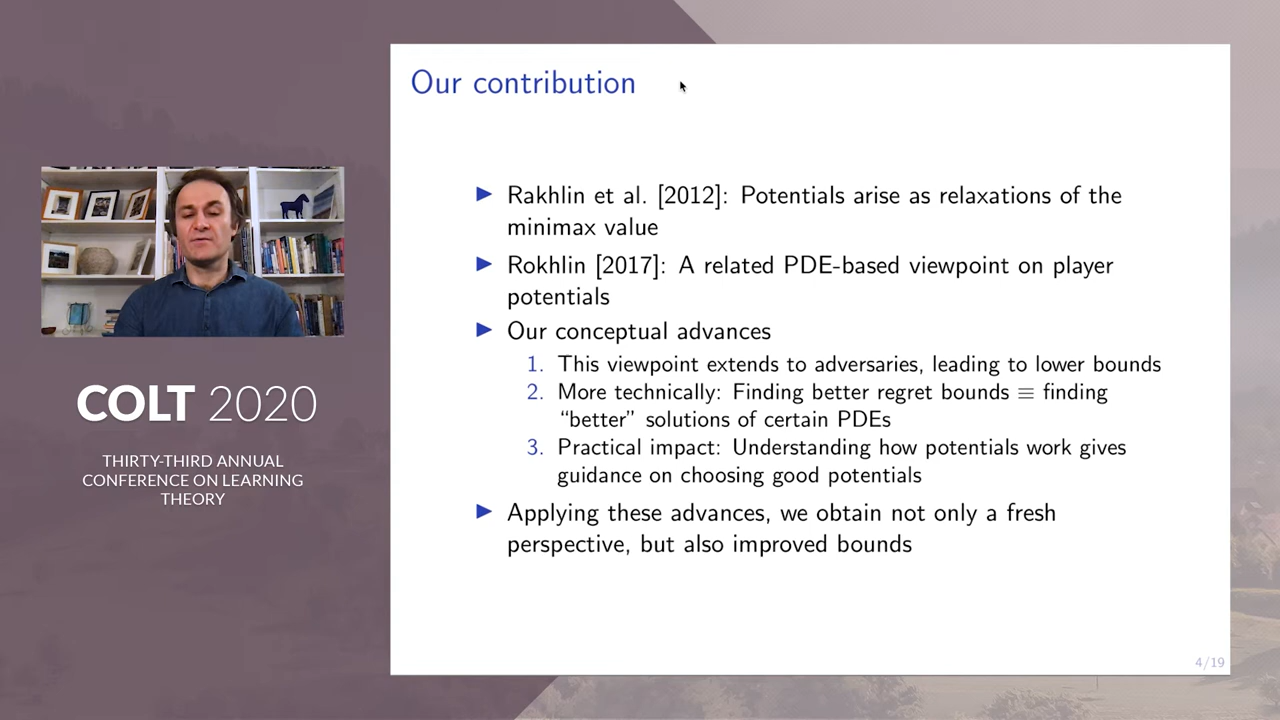 Our contribution
▶ Rakhlin et al. [2012]: Potentials arise as relaxations of the
minimax value
▶ Rokhlin [2017]: A related PDE-based viewpoint on player
potentials
▶ Our conceptual advances
1. This viewpoint extends to adversaries, leading to lower bounds
2. More technically: Finding better regret bounds ≡ finding
“better” solutions of certain PDEs
3. Practical impact: Understanding how potentials work gives
guidance on choosing good potentials
▶ Applying these advances, we obtain not only a fresh
perspective, but also improved bounds
4/19
COLT 2020
THIRTY-THIRD ANNUAL
CONFERENCE ON LEARNING
THEORY